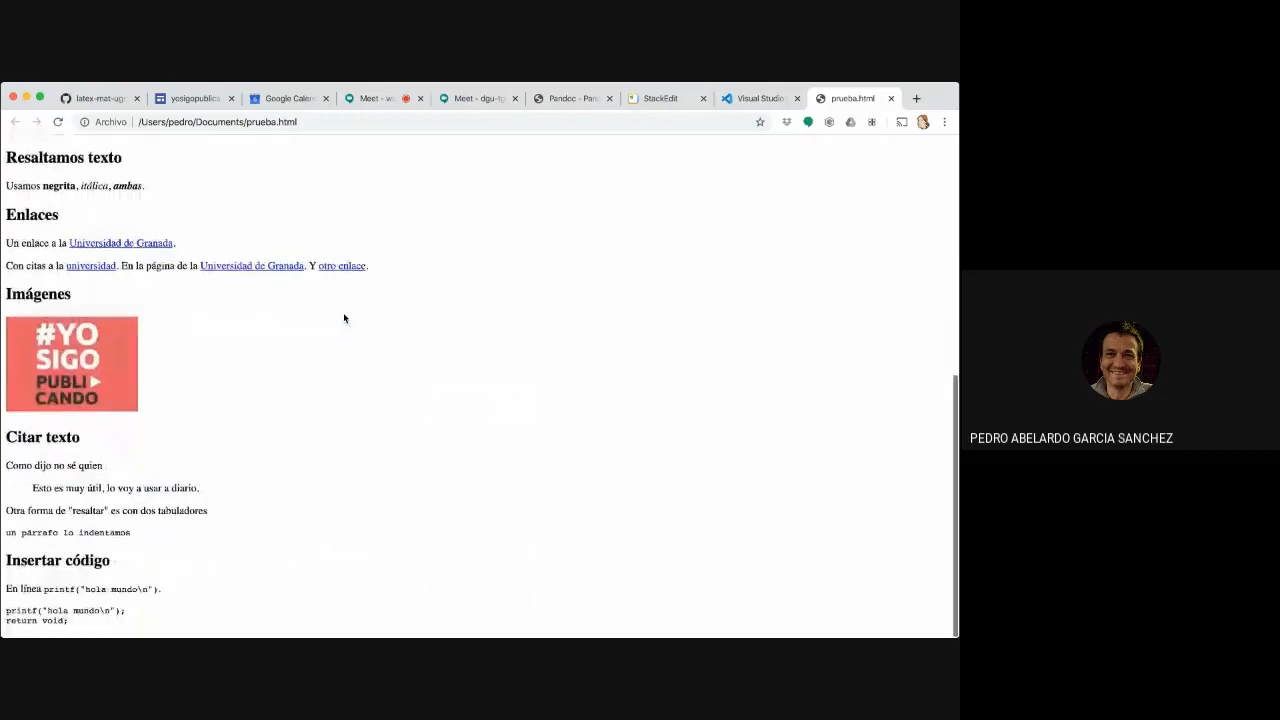 latex-mat-ugr
yosigopublica
Google Calen
Meet - w
Meet - dgu-t
Pandoc - Pan
StackEdit
Visual Studio
prueba.html
Archivo
/Users/pedro/Documents/prueba.html
Resaltamos texto
Usamos negrita, itálica, ambas.
Enlaces
Un enlace a la Universidad de Granada.
Con citas a la universidad. En la página de la Universidad de Granada. Y otro enlace.
Imágenes
#YO
SIGO
PUBLI
CANDO
Citar texto
Como dijo no sé quien
Esto es muy útil, lo voy a usar a diario.
Otra forma de "resaltar" es con dos tabuladores
un párrafo lo indentamos
Insertar código
En línea printf("hola mundo\n").
printf("hola mundo\n");
return void;
PEDRO ABELARDO GARCIA SANCHEZ